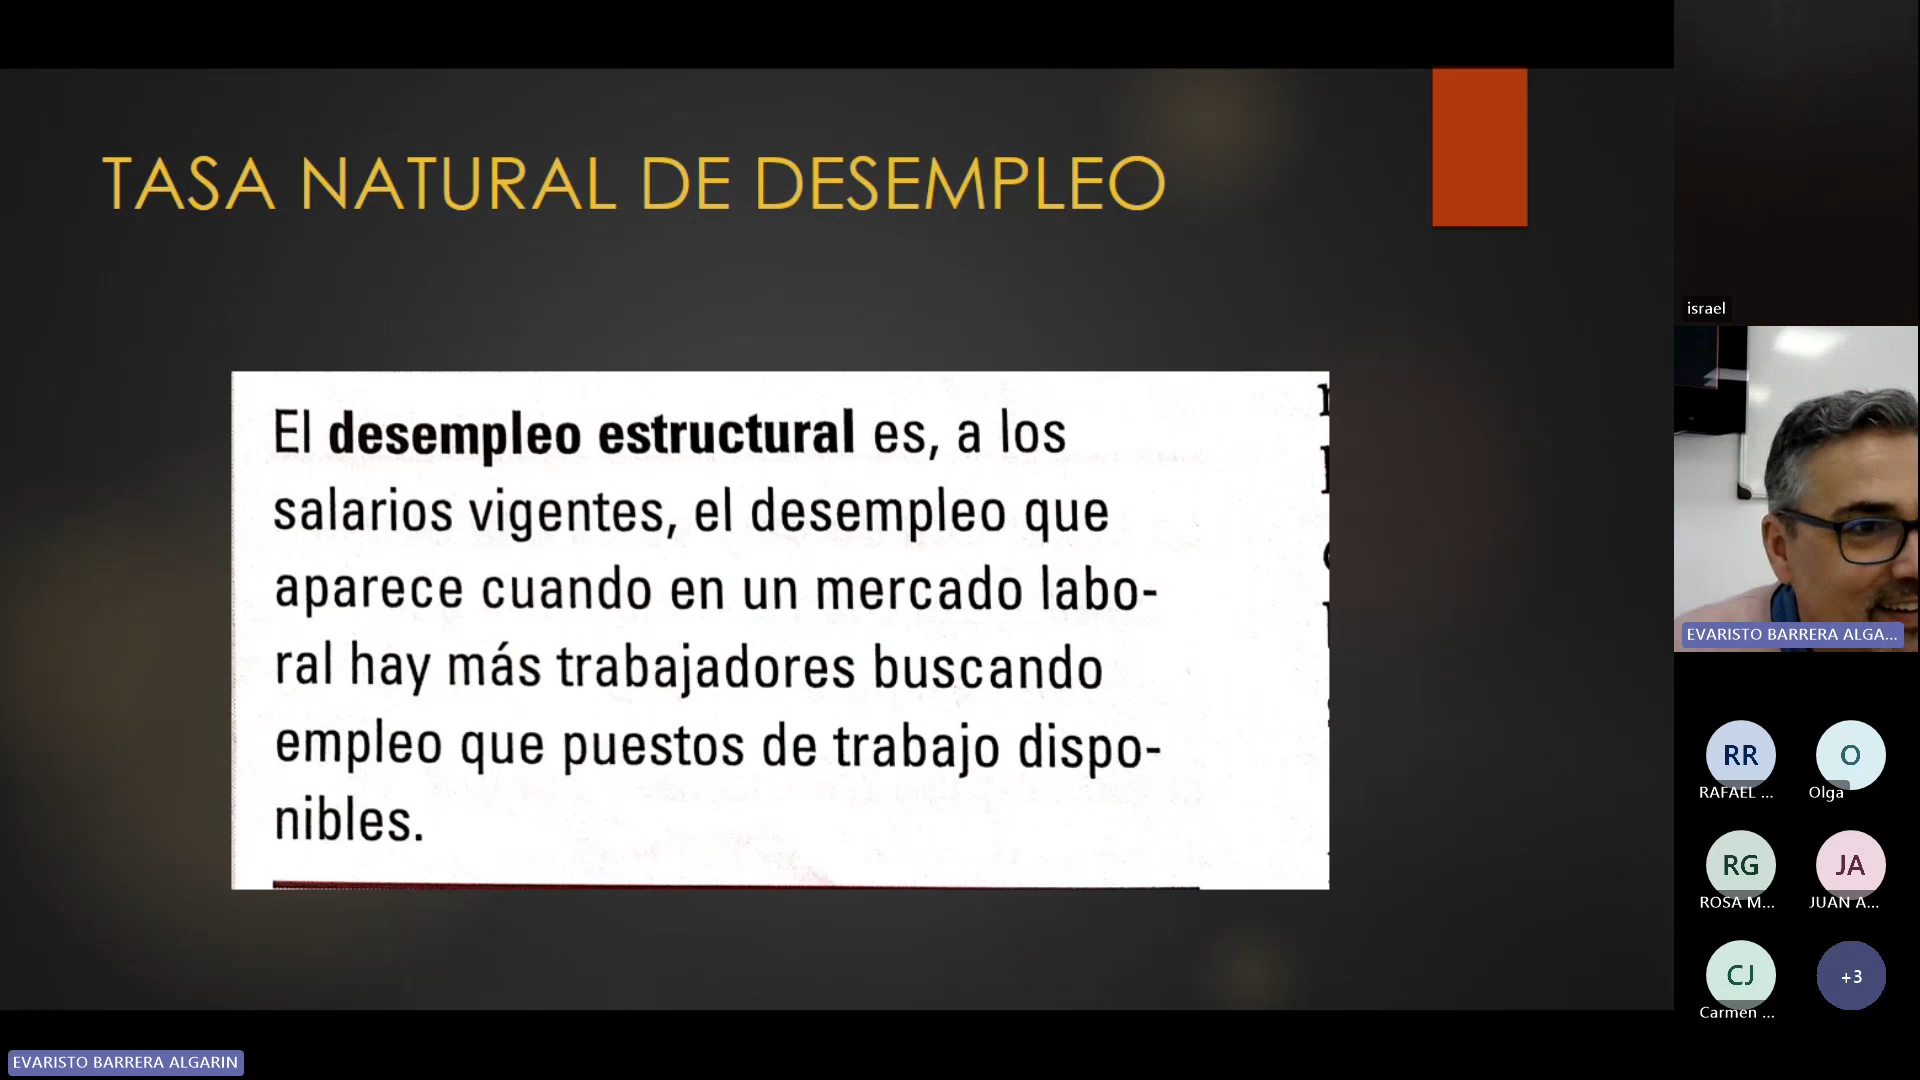 TASA NATURAL DE DESEMPLEO
El desempleo estructural es, a los
salarios vigentes, el desempleo que
aparece cuando en un mercado labo-
ral hay más trabajadores buscando
empleo que puestos de trabajo dispo-
nibles.
israel
EVARISTO BARRERA ALGA...
RR
RAFAEL ...
O
Olga
RG
ROSA M...
JA
JUAN A...
CJ
Carmen ...
+3
EVARISTO BARRERA ALGARIN